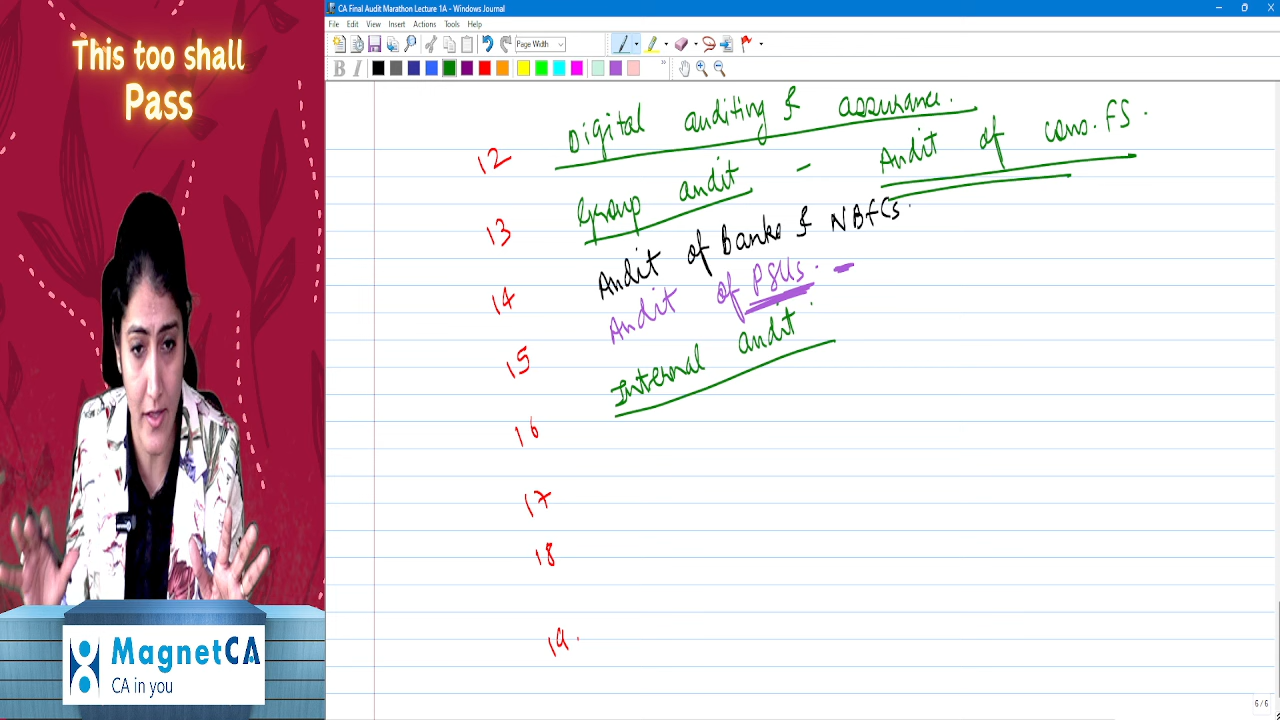 This too shall
Pass
CA Final Audit Marathon Lecture 1A - Windows Journal
File Edit View Insert Actions Tools Help
Page Width
B I
12 Digital auditing & assurance.
13 Group audit - Audit of cons. FS.
14 Audit of Banks & NBFCs.
15 Audit of PSUs. -
16 Internal audit.
17
18
19.
MagnetCA
CA in you
6 / 6